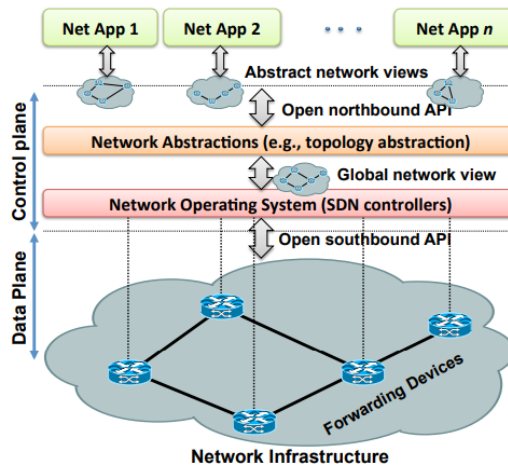 Net App 1
Net App 2
Net App n
Abstract network views
Open northbound API
Network Abstractions (e.g., topology abstraction)
Global network view
Network Operating System (SDN controllers)
Open southbound API
Control plane
Data Plane
Forwarding Devices
Network Infrastructure